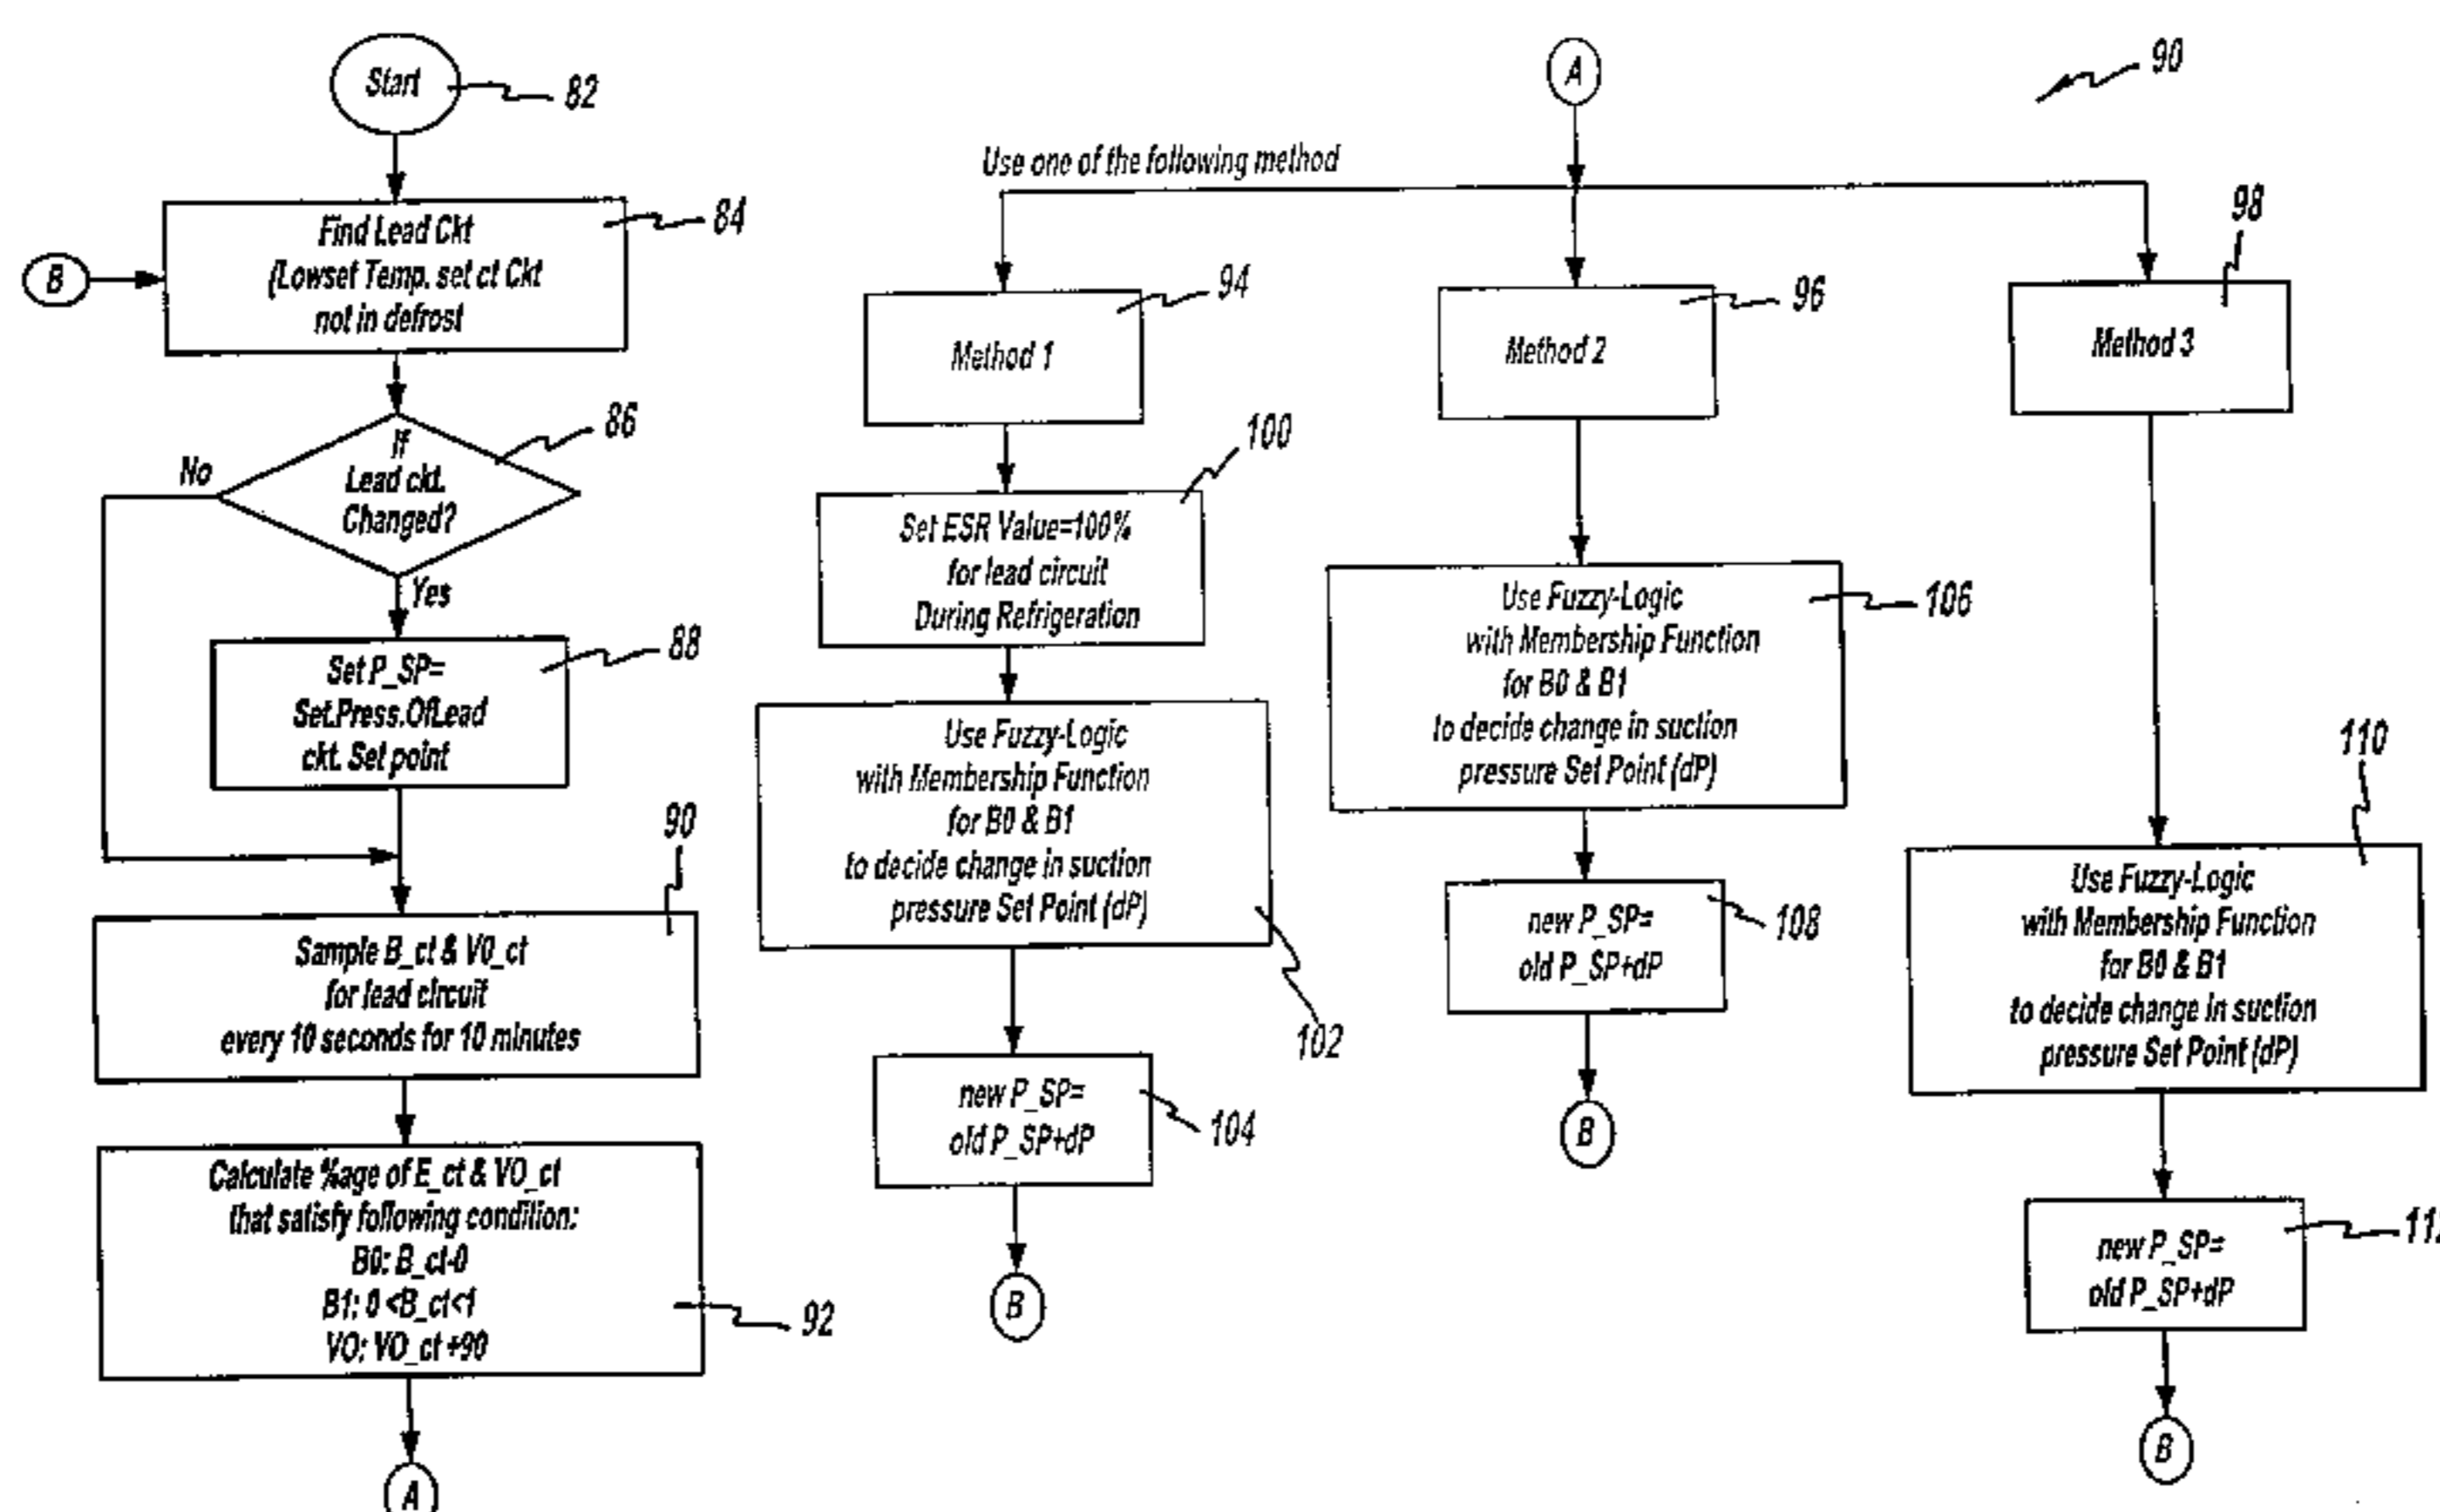 Start
82
Find Lead Ckt
(Lowset Temp. set ct Ckt
not in defrost
84
B
If
Lead ckt.
Changed?
86
No
Yes
Set P_SP=
Set.Press.OfLead
ckt. Set point
88
90
Sample B_ct & V0_ct
for lead circuit
every 10 seconds for 10 minutes
Calculate %age of E_ct & VO_ct
that satisfy following condition:
B0: B_ct-0
B1: 0 <B_ct<1
VO: VO_ct +90
92
A
A
90
Use one of the following method
Method 1
94
Set ESR Value=100%
for lead circuit
During Refrigeration
100
Use Fuzzy-Logic
with Membership Function
for B0 & B1
to decide change in suction
pressure Set Point (dP)
102
new P_SP=
old P_SP+dP
104
B
Method 2
96
Use Fuzzy-Logic
with Membership Function
for B0 & B1
to decide change in suction
pressure Set Point (dP)
106
new P_SP=
old P_SP+dP
108
B
98
Method 3
110
Use Fuzzy-Logic
with Membership Function
for B0 & B1
to decide change in suction
pressure Set Point (dP)
new P_SP=
old P_SP+dP
B